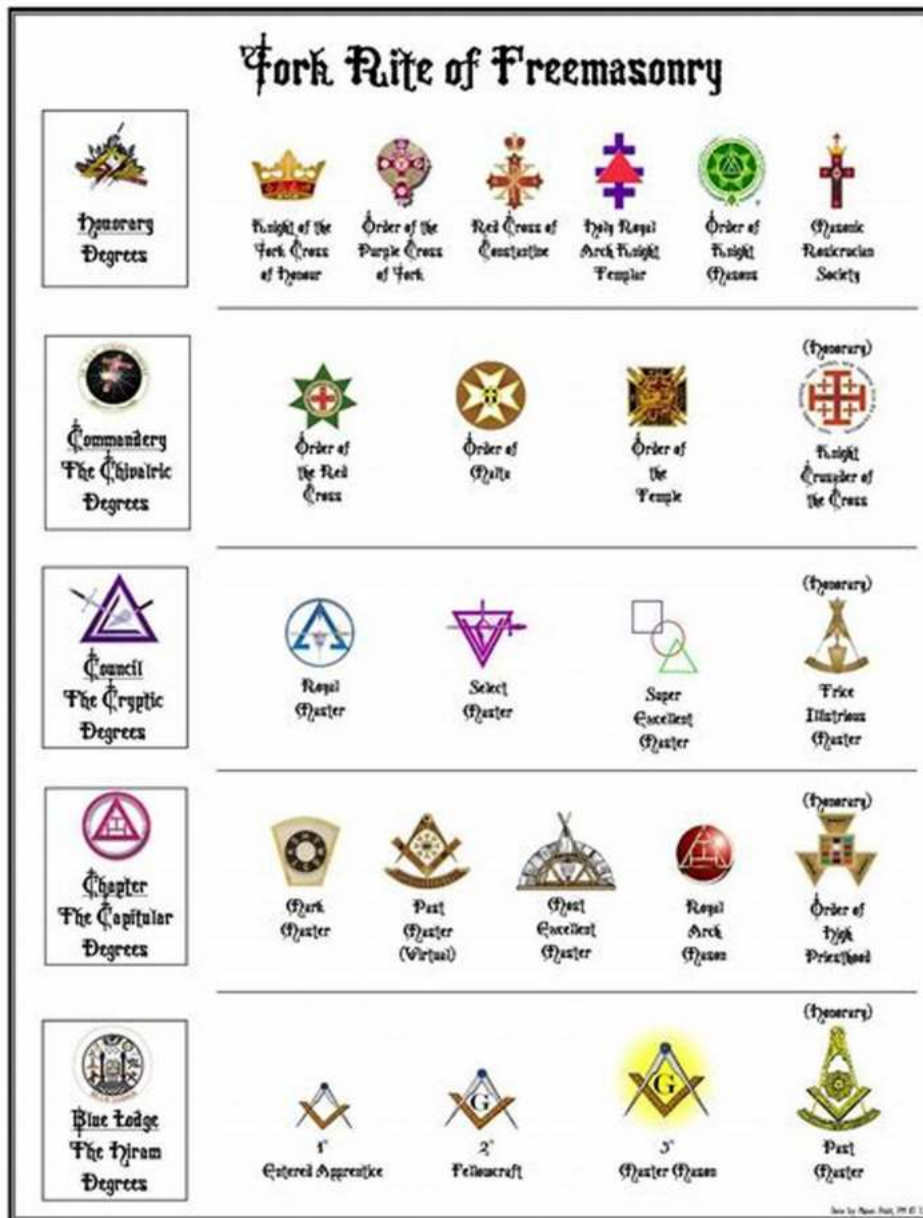 York Rite of Freemasonry
Honorary
Degrees
Knight of the
York Cross
of Honour
Order of the
Purple Cross
of York
Red Cross of
Constantine
Holy Royal
Arch Knight
Templar
Order of
Knight
Masons
Masonic
Rosicrucian
Society
Commandery
The Chivalric
Degrees
Order of
the Red
Cross
Order of
Malta
Order of
the
Temple
(Honorary)
Knight
Crusader of
the Cross
Council
The Cryptic
Degrees
Royal
Master
Select
Master
Super
Excellent
Master
(Honorary)
Trice
Illistrious
Master
Chapter
The Capitular
Degrees
Mark
Master
Past
Master
(Virtual)
Most
Excellent
Master
Royal
Arch
Mason
(Honorary)
Order of
High
Priesthood
Blue Lodge
The Hiram
Degrees
1°
Entered Apprentice
G
2°
Fellowcraft
G
3°
Master Mason
(Honorary)
Past
Master